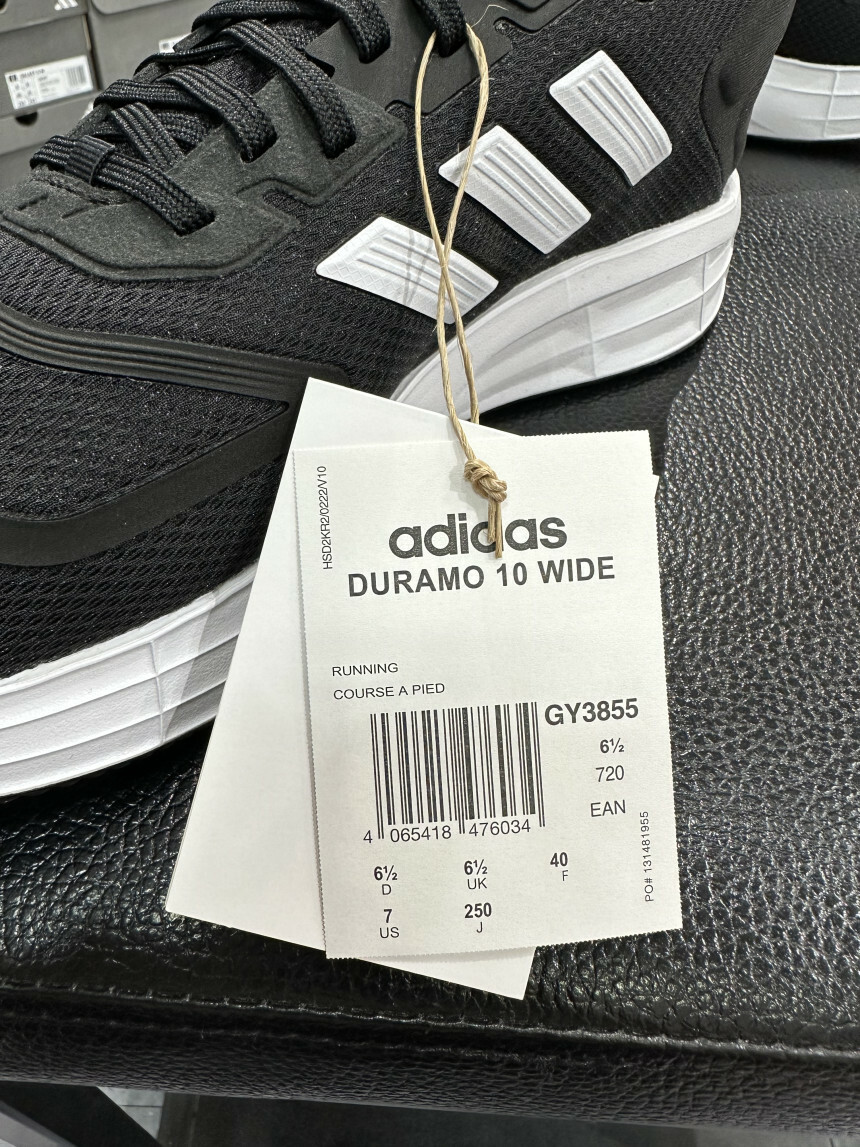 HSD2KR2/0222/V10
adidas
DURAMO 10 WIDE
RUNNING
COURSE A PIED
GY3855
6½
720
EAN
4 065418 476034
PO# 131481955
6½ 6½ 40
D UK F
7 250
US J